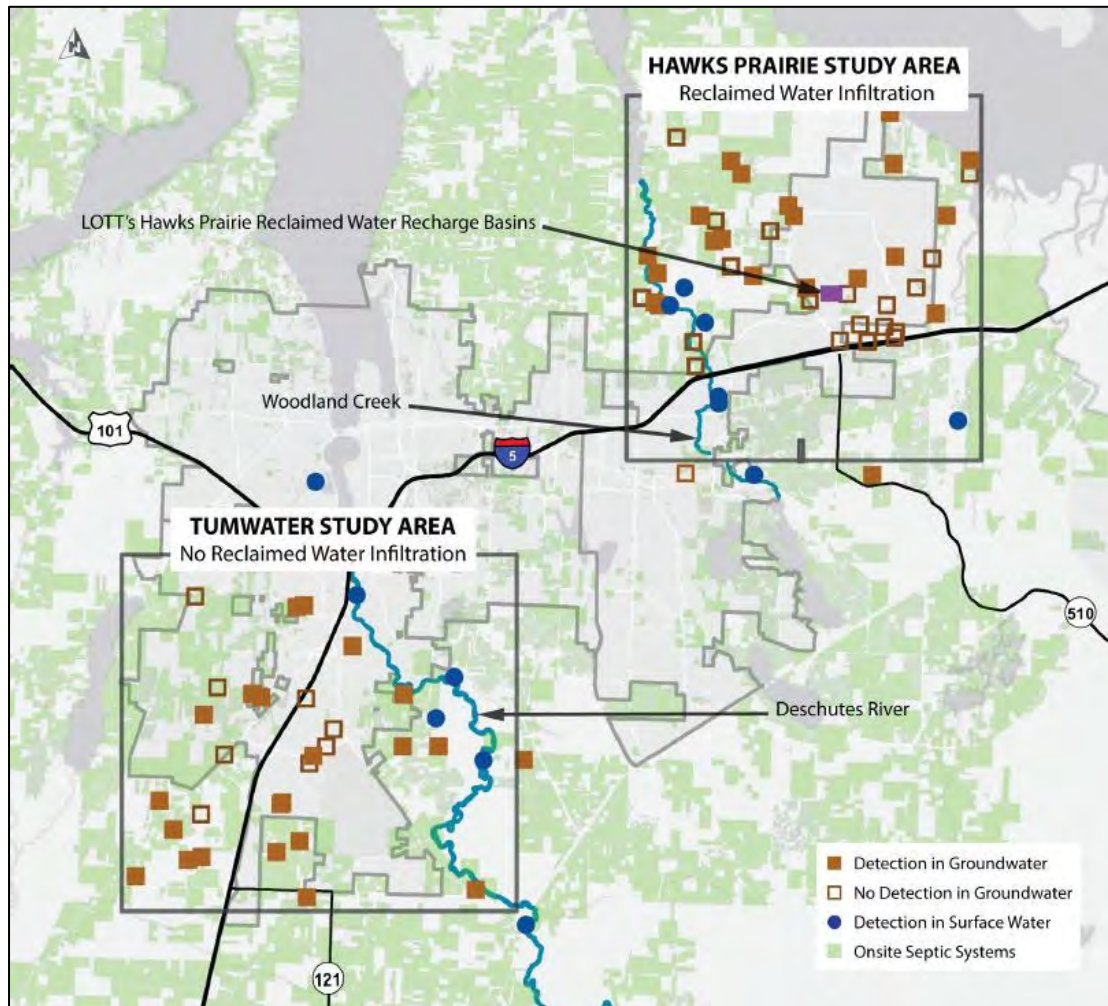 HAWKS PRAIRIE STUDY AREA
Reclaimed Water Infiltration
LOTT's Hawks Prairie Reclaimed Water Recharge Basins
Woodland Creek
101
5
TUMWATER STUDY AREA
No Reclaimed Water Infiltration
510
Deschutes River
Detection in Groundwater
No Detection in Groundwater
Detection in Surface Water
Onsite Septic Systems
121